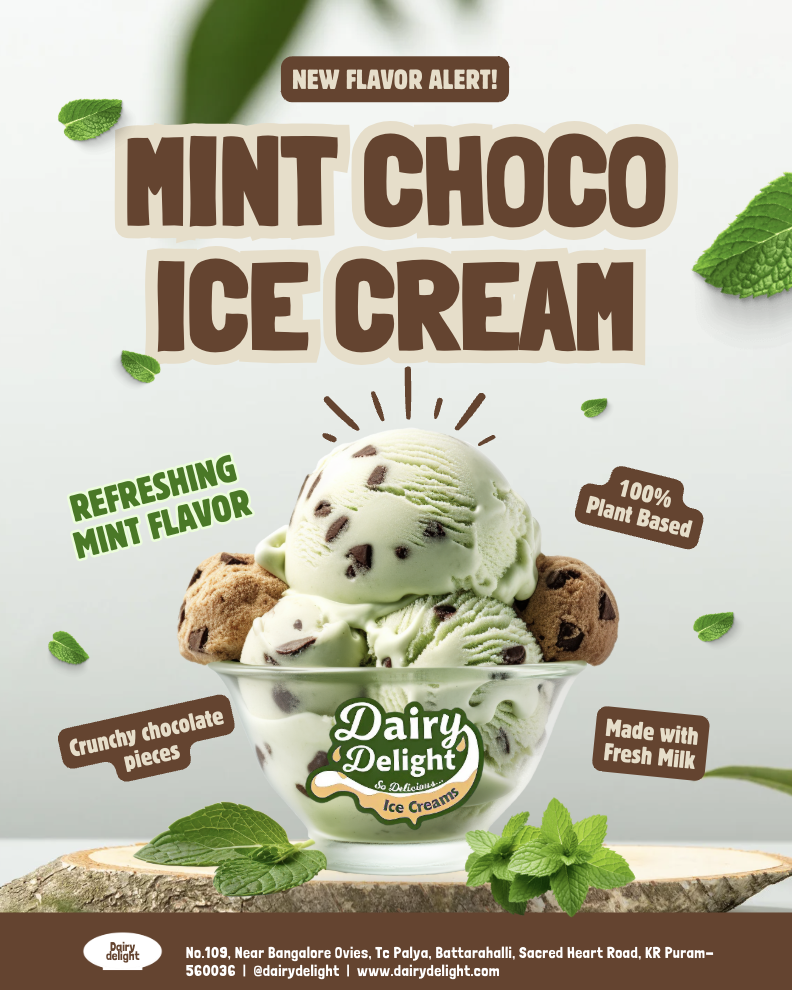 NEW FLAVOR ALERT!
MINT CHOCO
ICE CREAM
REFRESHING
MINT FLAVOR
100%
Plant Based
Crunchy chocolate
pieces
Made with
Fresh Milk
Dairy
Delight
So Delicious...
Ice Creams
Dairy
delight
No.109, Near Bangalore Ovies, Tc Palya, Battarahalli, Sacred Heart Road, KR Puram-
560036 | @dairydelight | www.dairydelight.com